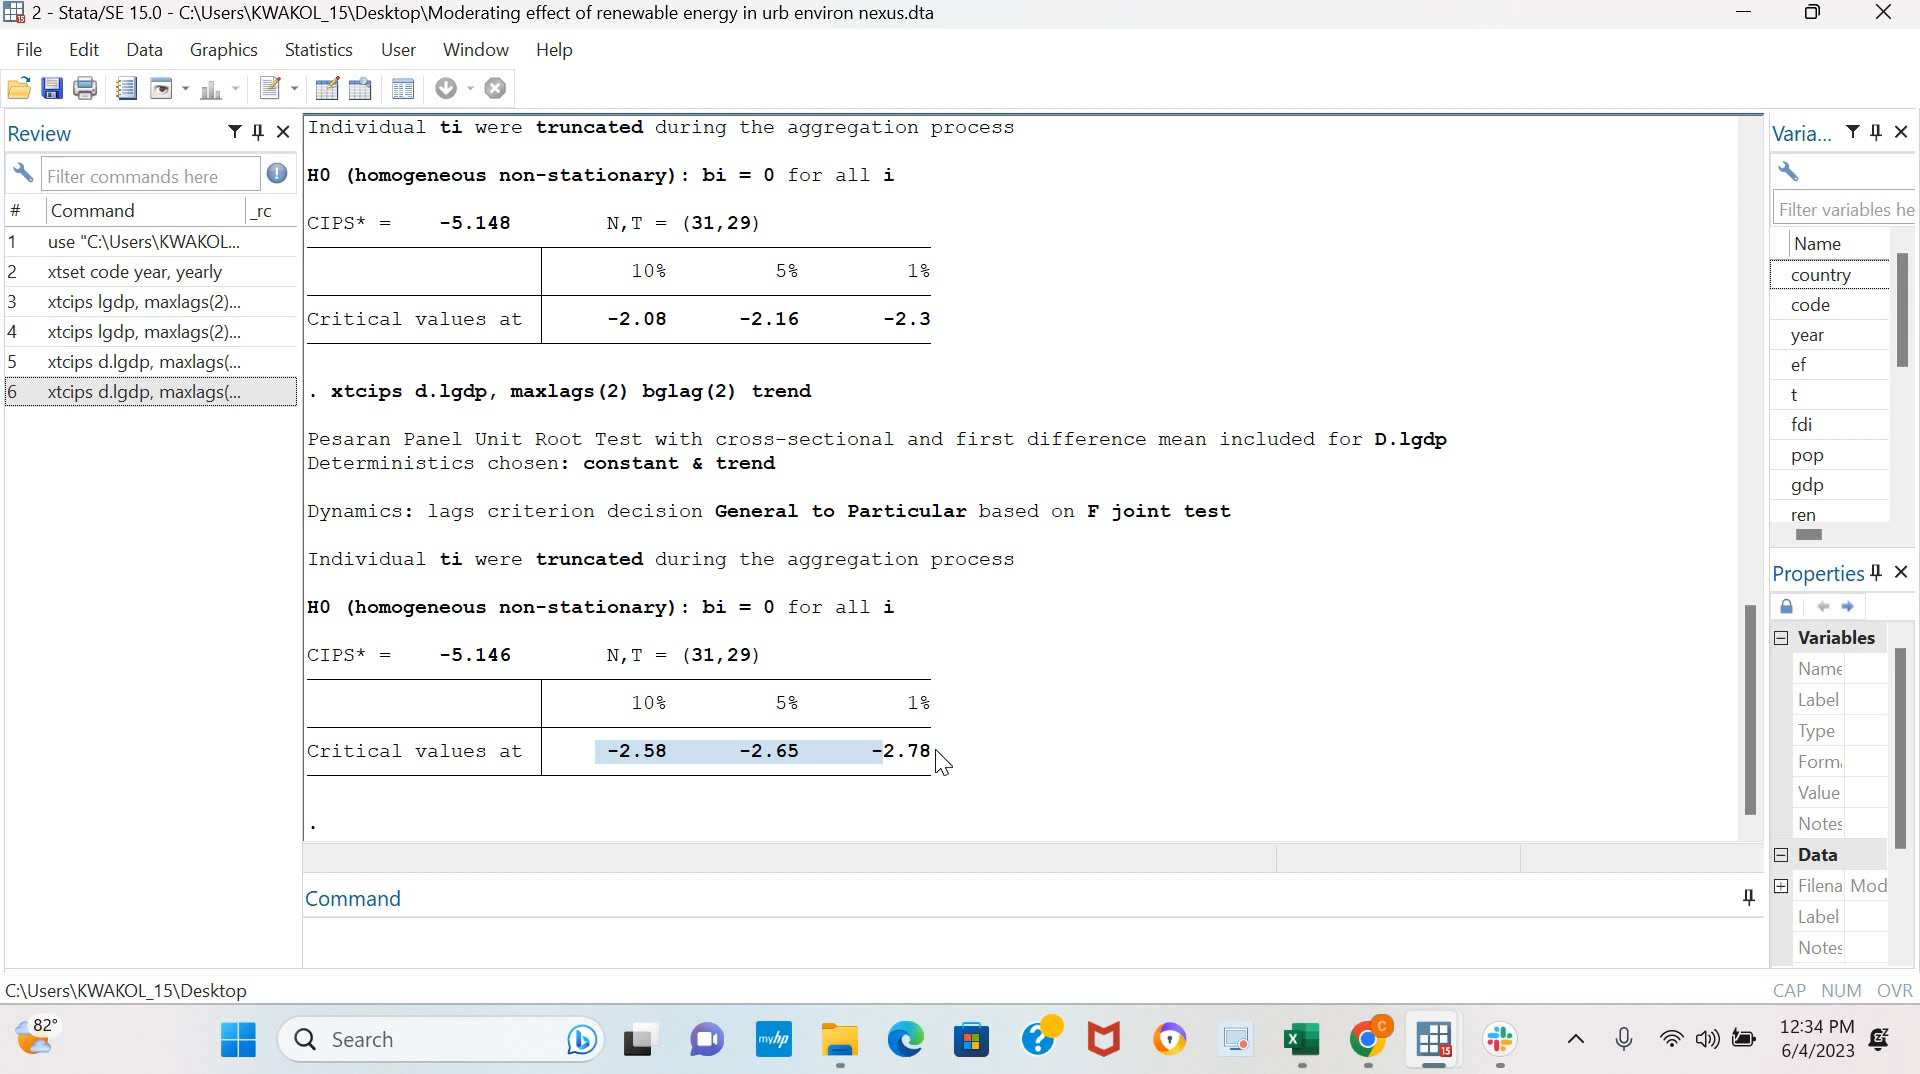 2 - Stata/SE 15.0 - C:\Users\KWAKOL_15\Desktop\Moderating effect of renewable energy in urb environ nexus.dta
File Edit Data Graphics Statistics User Window Help
Review
Filter commands here
# Command _rc
1 use "C:\Users\KWAKOL...
2 xtset code year, yearly
3 xtcips lgdp, maxlags(2)...
4 xtcips lgdp, maxlags(2)...
5 xtcips d.lgdp, maxlags(...
6 xtcips d.lgdp, maxlags(...
Individual ti were truncated during the aggregation process
H0 (homogeneous non-stationary): bi = 0 for all i
CIPS* = -5.148 N,T = (31,29)
10% 5% 1%
Critical values at -2.08 -2.16 -2.3
. xtcips d.lgdp, maxlags(2) bglag(2) trend
Pesaran Panel Unit Root Test with cross-sectional and first difference mean included for D.lgdp
Deterministics chosen: constant & trend
Dynamics: lags criterion decision General to Particular based on F joint test
Individual ti were truncated during the aggregation process
H0 (homogeneous non-stationary): bi = 0 for all i
CIPS* = -5.146 N,T = (31,29)
10% 5% 1%
Critical values at -2.58 -2.65 -2.78
.
Command
Varia...
Filter variables he
Name
country
code
year
ef
t
fdi
pop
gdp
ren
Properties
Variables
Name
Label
Type
Form
Value
Notes
Data
Filena Mod
Label
Notes
C:\Users\KWAKOL_15\Desktop
CAP NUM OVR
82°
Search
myhp
15
C
12:34 PM
6/4/2023